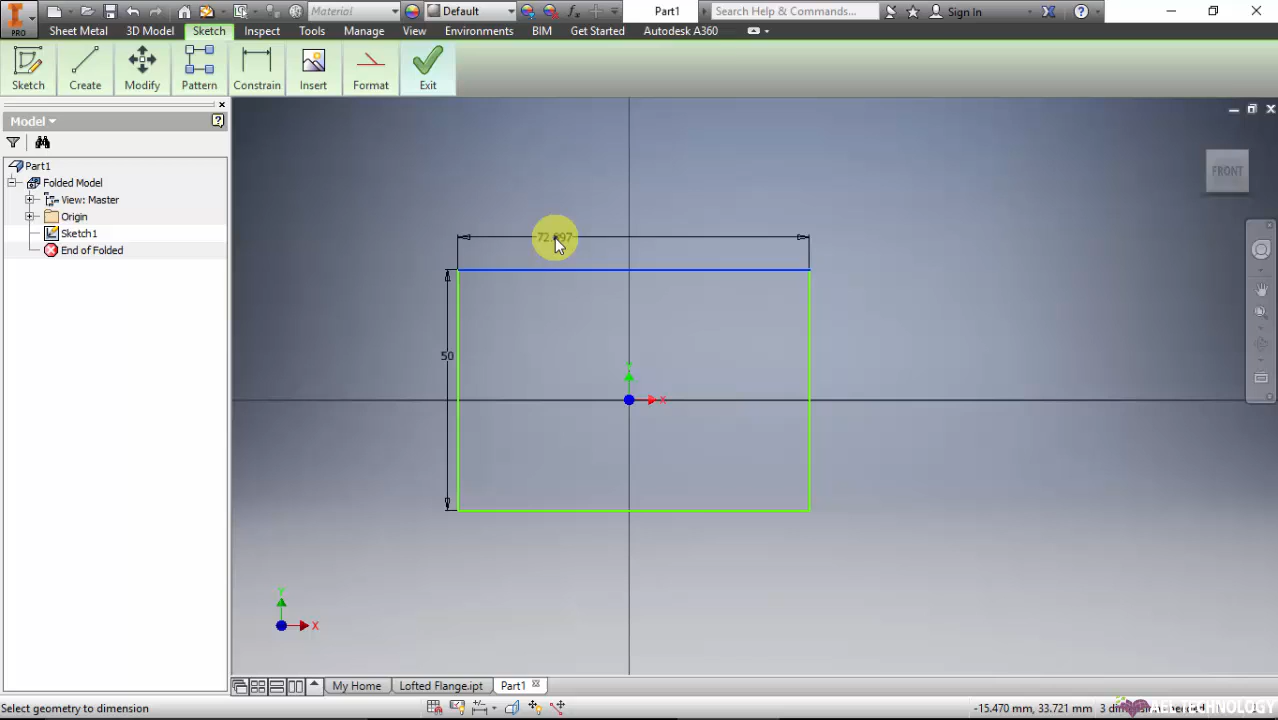 Material
Default
Part1
Search Help & Commands...
Sign In
PRO
Sheet Metal
3D Model
Sketch
Inspect
Tools
Manage
View
Environments
BIM
Get Started
Autodesk A360
Sketch
Create
Modify
Pattern
Constrain
Insert
Format
Exit
Model
Part1
Folded Model
View: Master
Origin
Sketch1
End of Folded
FRONT
50
Y
X
Y
X
My Home
Lofted Flange.ipt
Part1
Select geometry to dimension
-15.470 mm, 33.721 mm
TECHNOLOGY